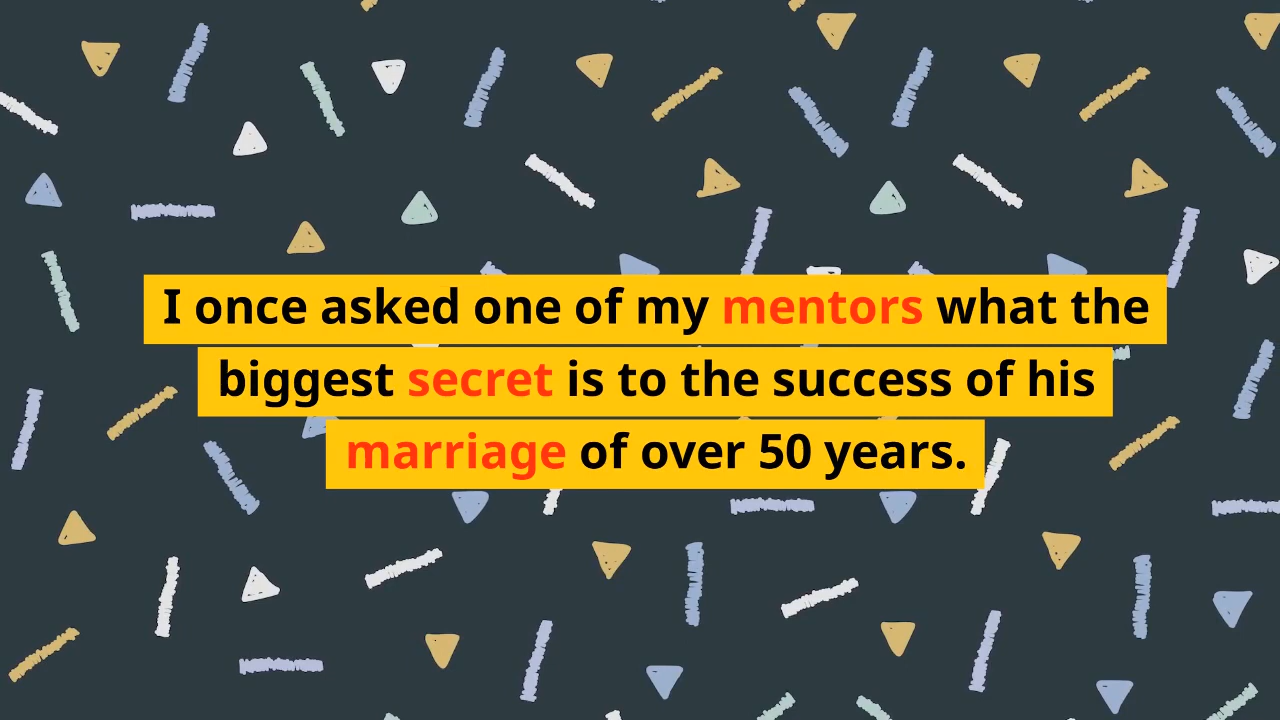 I once asked one of my mentors what the
biggest secret is to the success of his
marriage of over 50 years.